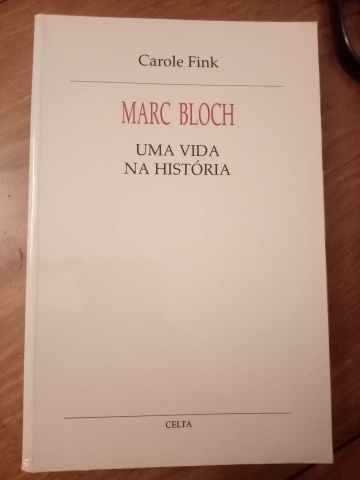 Carole Fink
MARC BLOCH
UMA VIDA
NA HISTÓRIA
CELTA